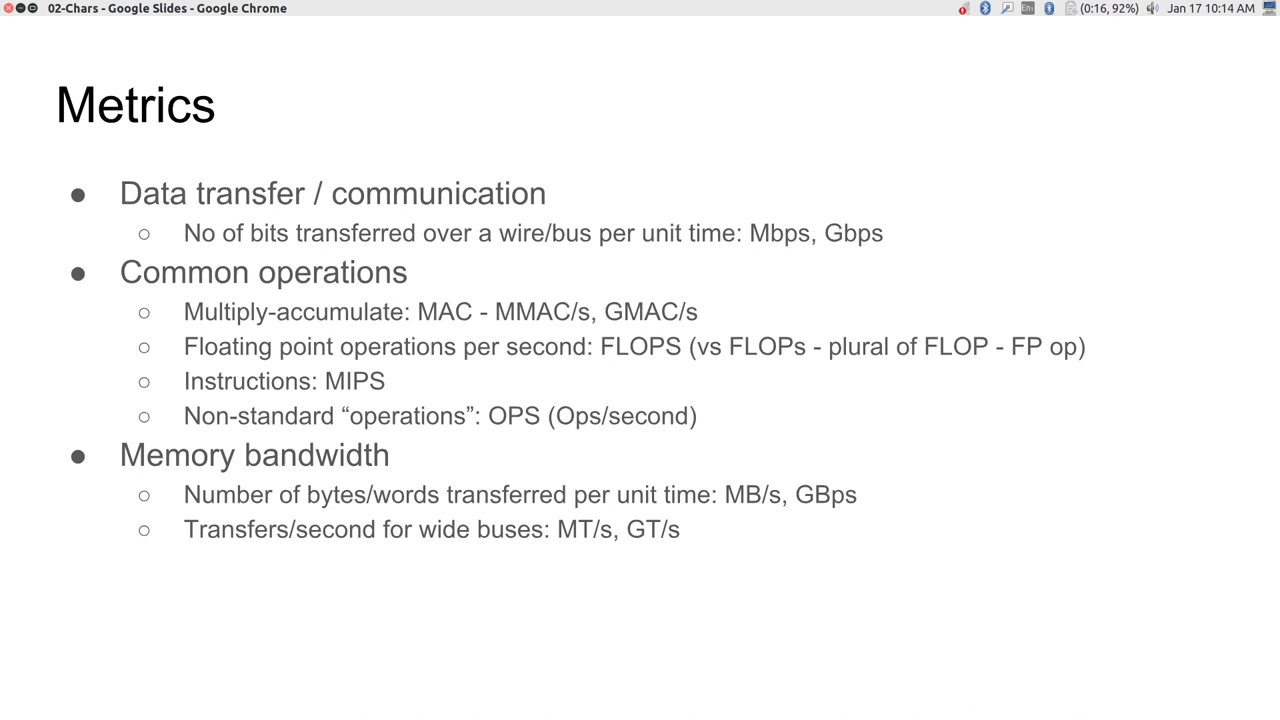 02-Chars - Google Slides - Google Chrome
En
(0:16, 92%)
Jan 17 10:14 AM
Metrics
● Data transfer / communication
○ No of bits transferred over a wire/bus per unit time: Mbps, Gbps
● Common operations
○ Multiply-accumulate: MAC - MMAC/s, GMAC/s
○ Floating point operations per second: FLOPS (vs FLOPs - plural of FLOP - FP op)
○ Instructions: MIPS
○ Non-standard “operations”: OPS (Ops/second)
● Memory bandwidth
○ Number of bytes/words transferred per unit time: MB/s, GBps
○ Transfers/second for wide buses: MT/s, GT/s